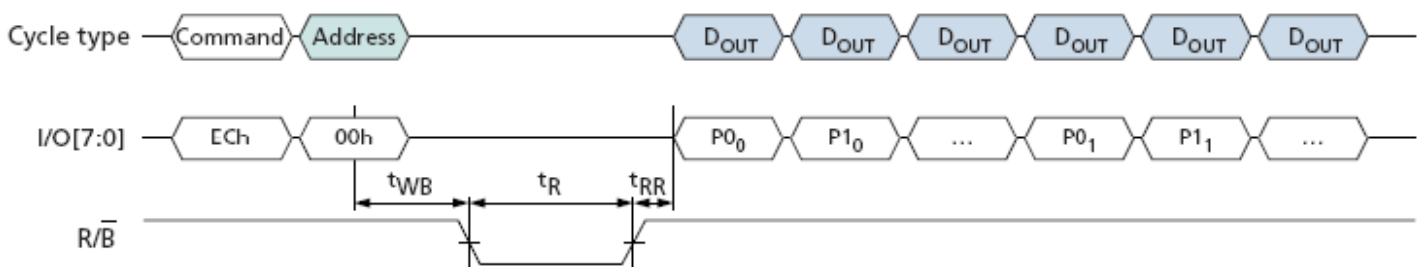 Cycle type Command Address DOUT DOUT DOUT DOUT DOUT DOUT
I/O[7:0] ECh 00h P00 P10 ... P01 P11 ...
tWB tR tRR
R/B̅